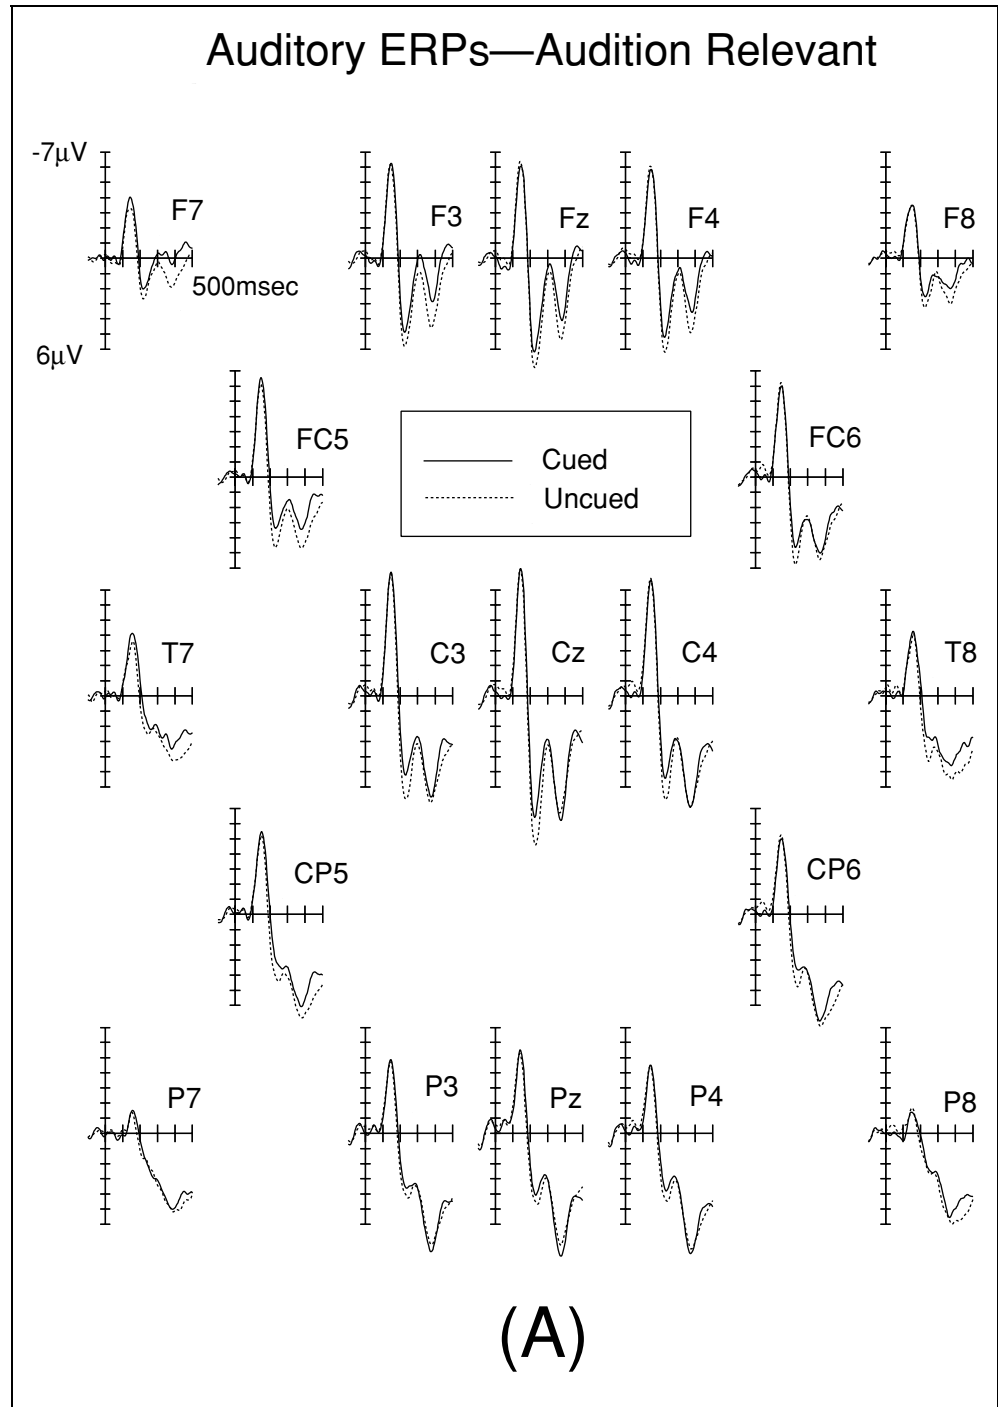 Auditory ERPs—Audition Relevant
-7μV
F7
F3
Fz
F4
F8
500msec
6μV
FC5
FC6
Cued
Uncued
T7
C3
Cz
C4
T8
CP5
CP6
P7
P3
Pz
P4
P8
(A)